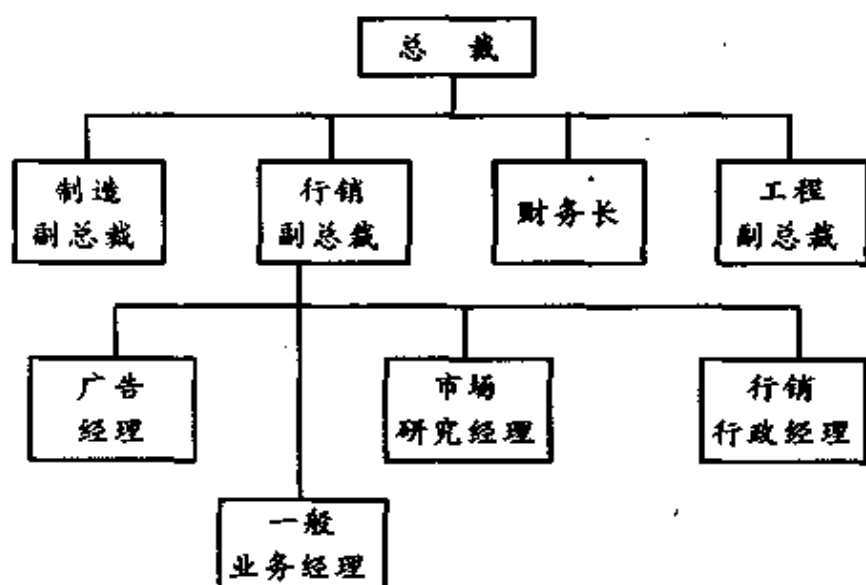 总 裁
制造
副总裁
行销
副总裁
财务长
工程
副总裁
广告
经理
市场
研究经理
行销
行政经理
一般
业务经理